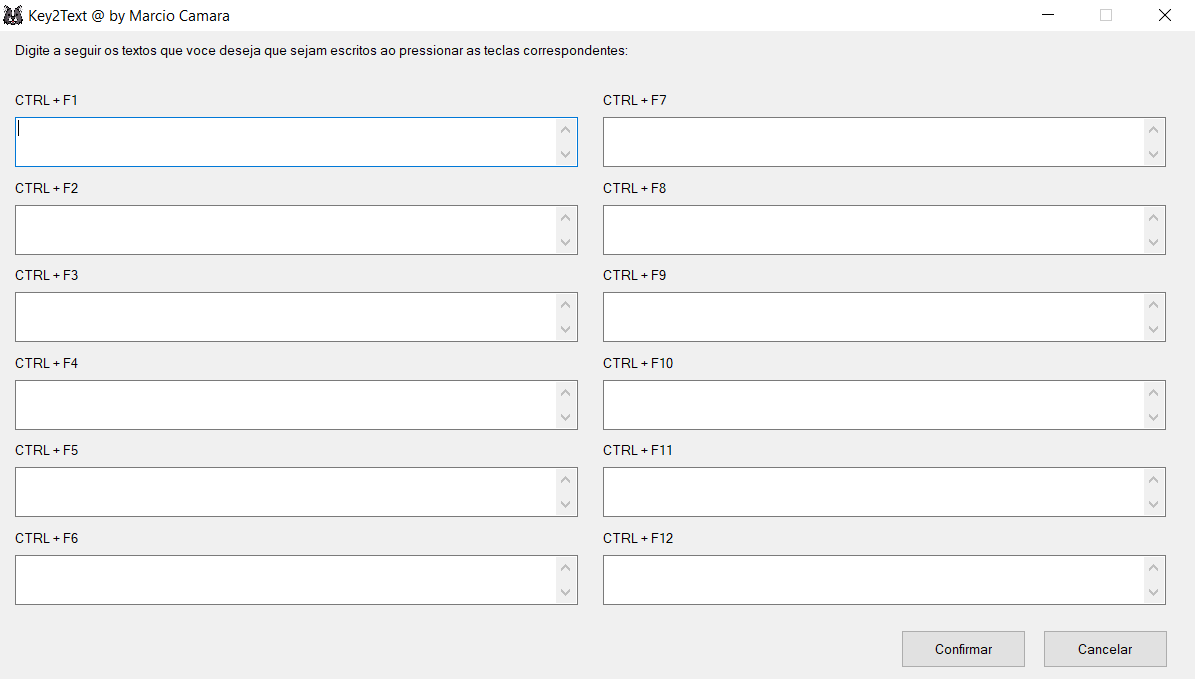 Key2Text @ by Marcio Camara
Digite a seguir os textos que voce deseja que sejam escritos ao pressionar as teclas correspondentes:
CTRL + F1
CTRL + F7
CTRL + F2
CTRL + F8
CTRL + F3
CTRL + F9
CTRL + F4
CTRL + F10
CTRL + F5
CTRL + F11
CTRL + F6
CTRL + F12
Confirmar
Cancelar